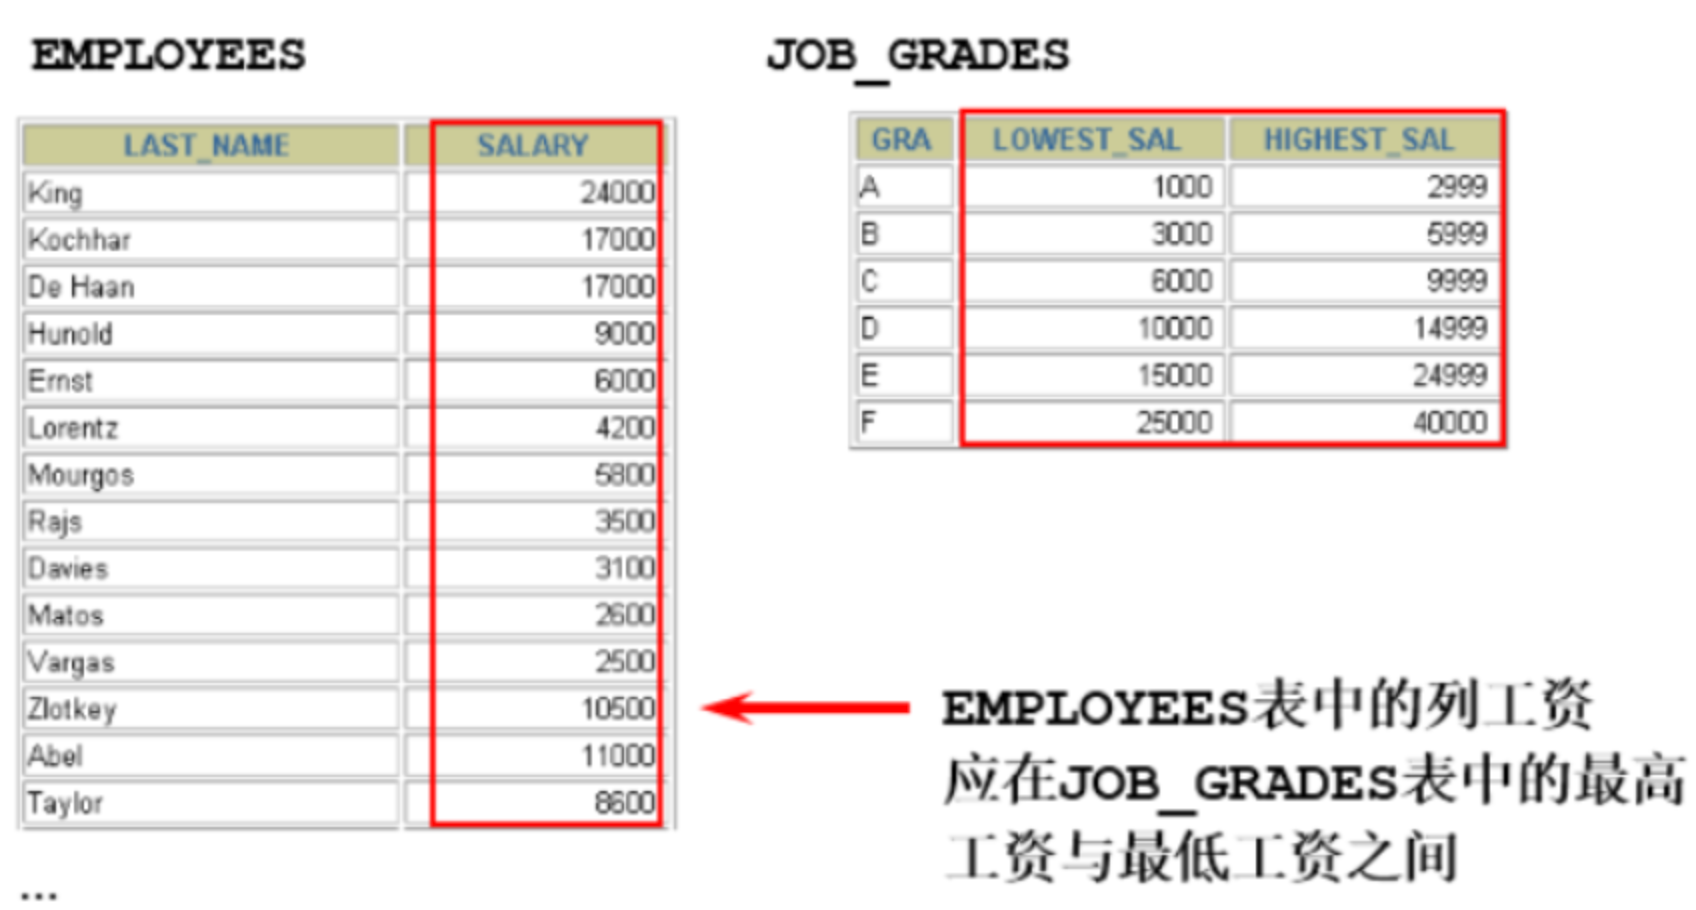 EMPLOYEES
LAST_NAME SALARY
King 24000
Kochhar 17000
De Haan 17000
Hunold 9000
Ernst 6000
Lorentz 4200
Mourgos 5800
Rajs 3500
Davies 3100
Matos 2600
Vargas 2500
Zlotkey 10500
Abel 11000
Taylor 8600
...
JOB_GRADES
GRA LOWEST_SAL HIGHEST_SAL
A 1000 2999
B 3000 5999
C 6000 9999
D 10000 14999
E 15000 24999
F 25000 40000
EMPLOYEES表中的列工资
应在JOB_GRADES表中的最高
工资与最低工资之间